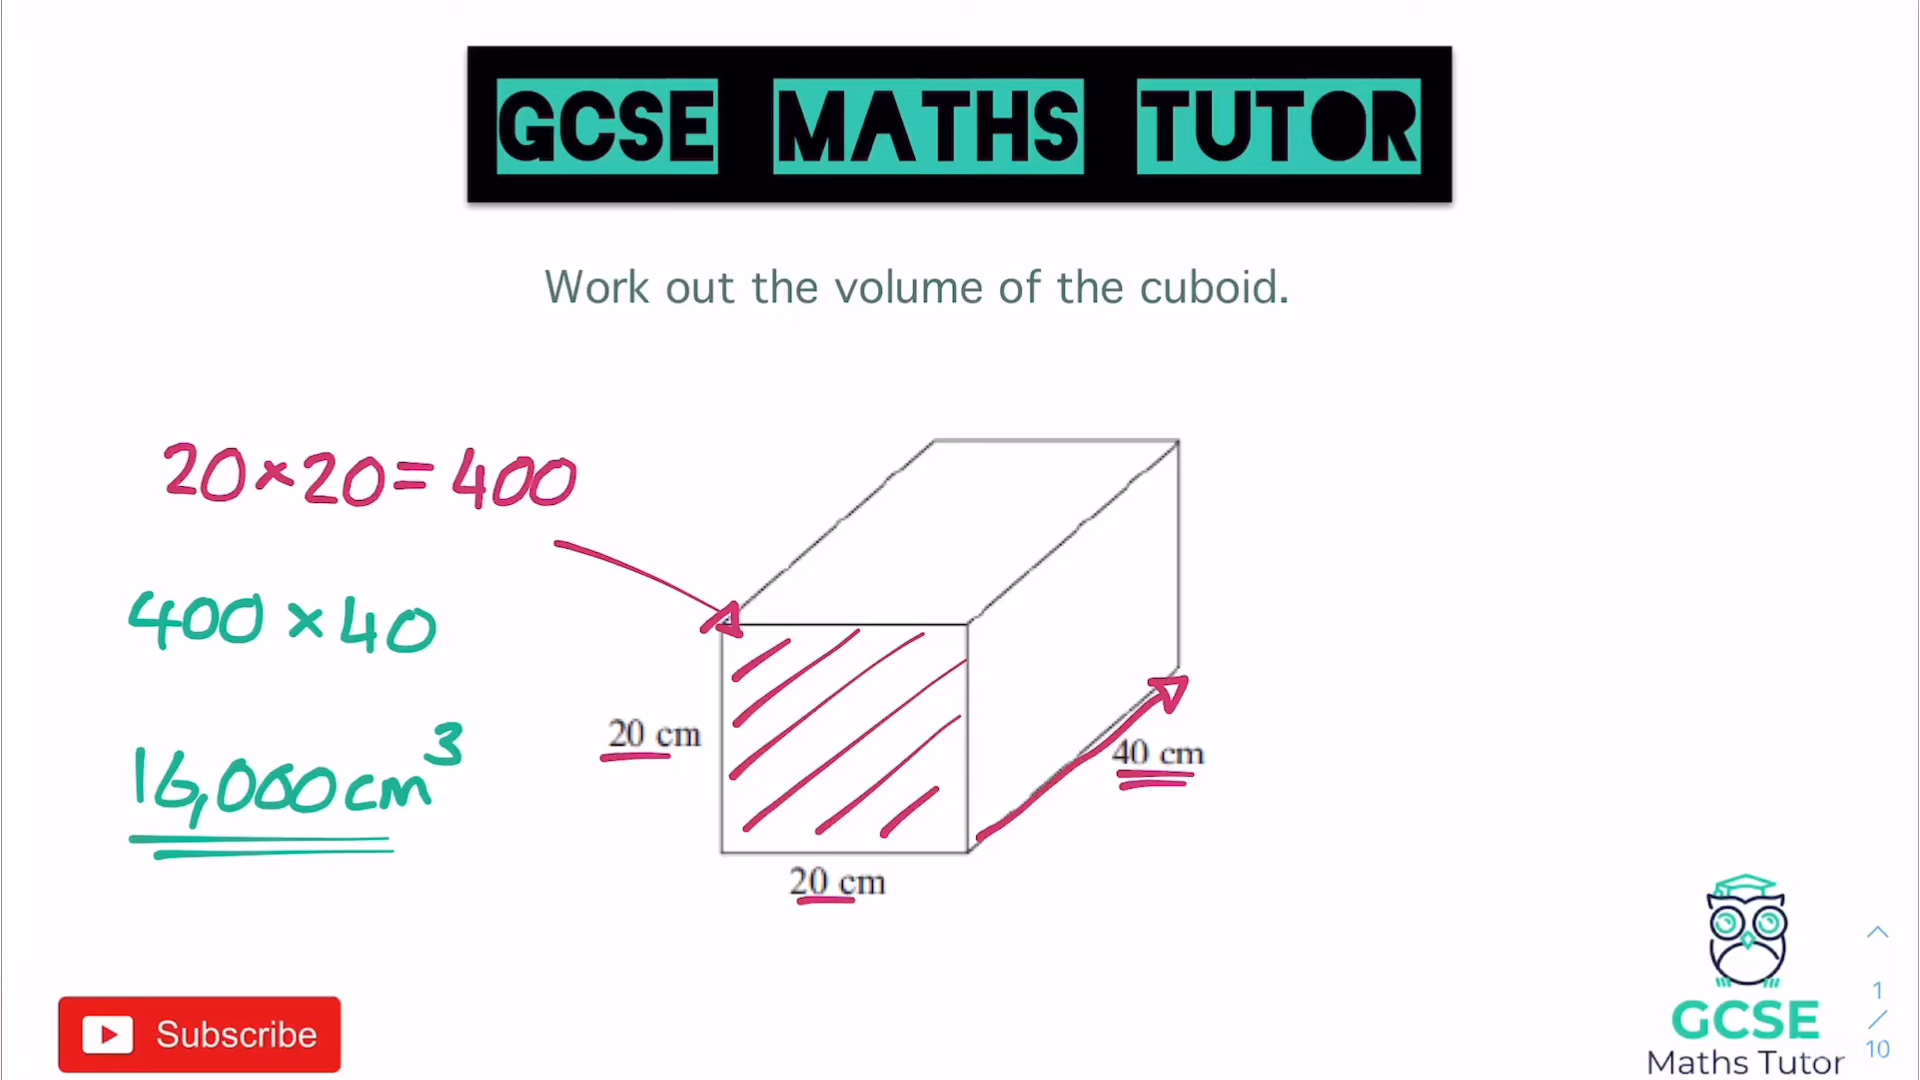 GCSE MATHS TUTOR
Work out the volume of the cuboid.
20×20=400
400×40
16,000cm³
20 cm
40 cm
20 cm
Subscribe
GCSE
Maths Tutor
1
/
10